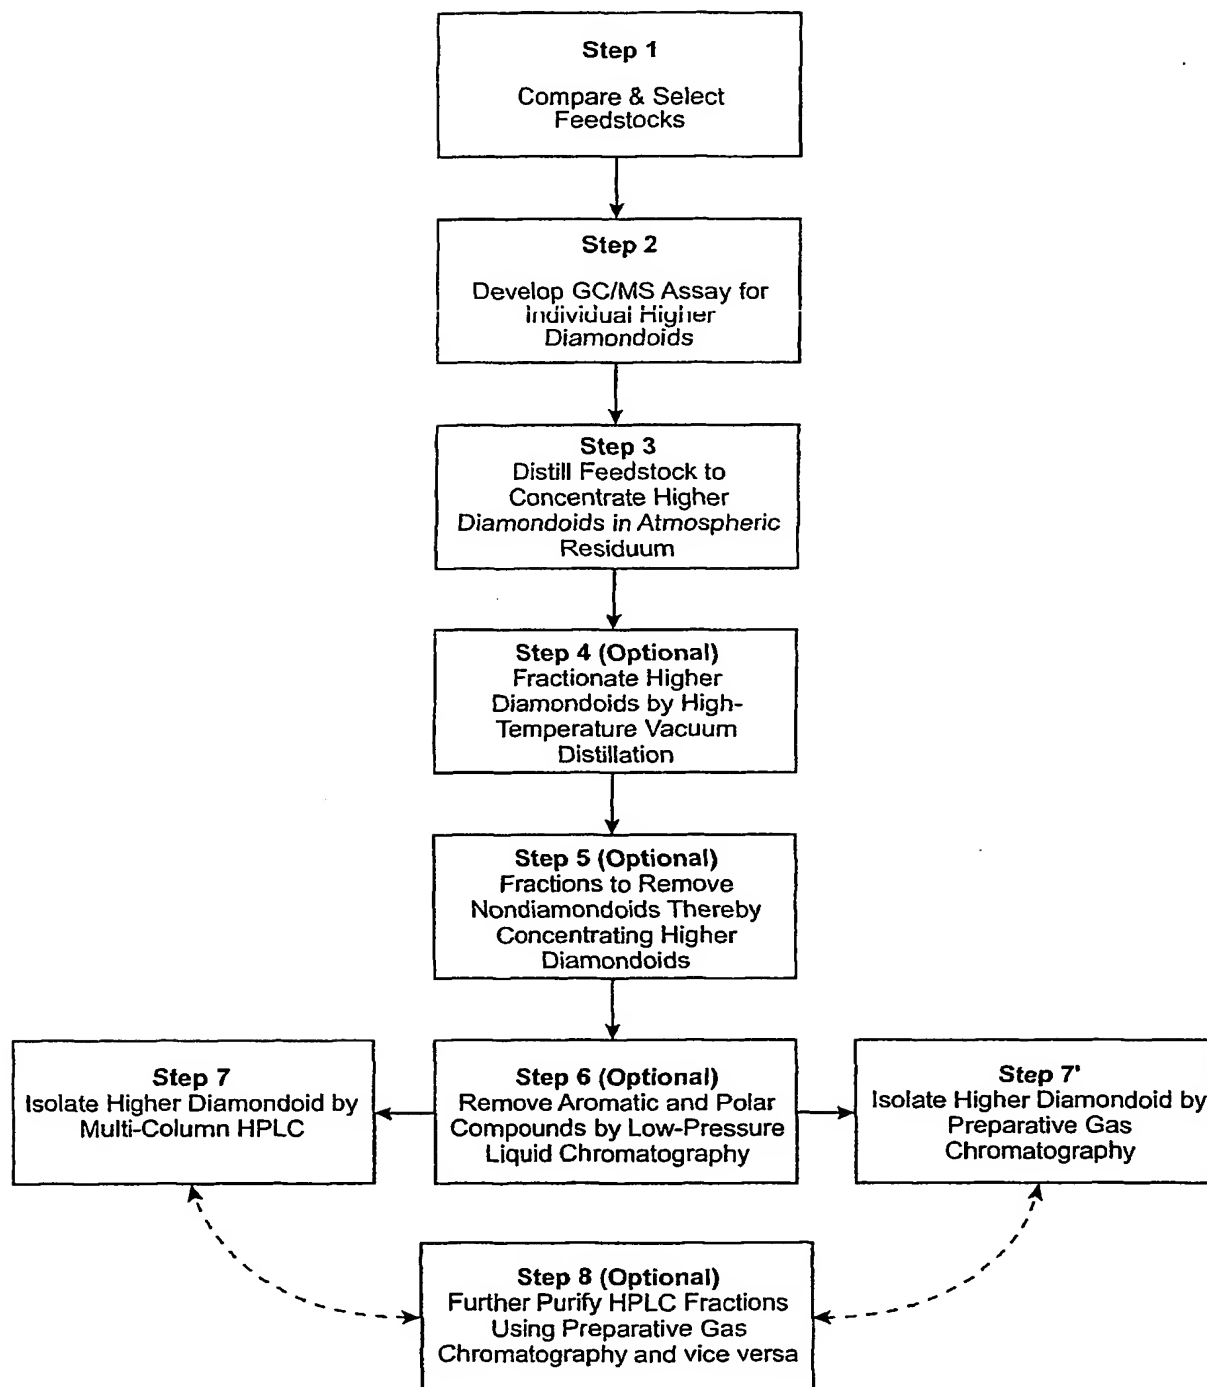 Step 1
Compare & Select
Feedstocks
Step 2
Develop GC/MS Assay for
Individual Higher
Diamondoids
Step 3
Distill Feedstock to
Concentrate Higher
Diamondoids in Atmospheric
Residuum
Step 4 (Optional)
Fractionate Higher
Diamondoids by High-
Temperature Vacuum
Distillation
Step 5 (Optional)
Fractions to Remove
Nondiamondoids Thereby
Concentrating Higher
Diamondoids
Step 7
Isolate Higher Diamondoid by
Multi-Column HPLC
Step 6 (Optional)
Remove Aromatic and Polar
Compounds by Low-Pressure
Liquid Chromatography
Step 7'
Isolate Higher Diamondoid by
Preparative Gas
Chromatography
Step 8 (Optional)
Further Purify HPLC Fractions
Using Preparative Gas
Chromatography and vice versa